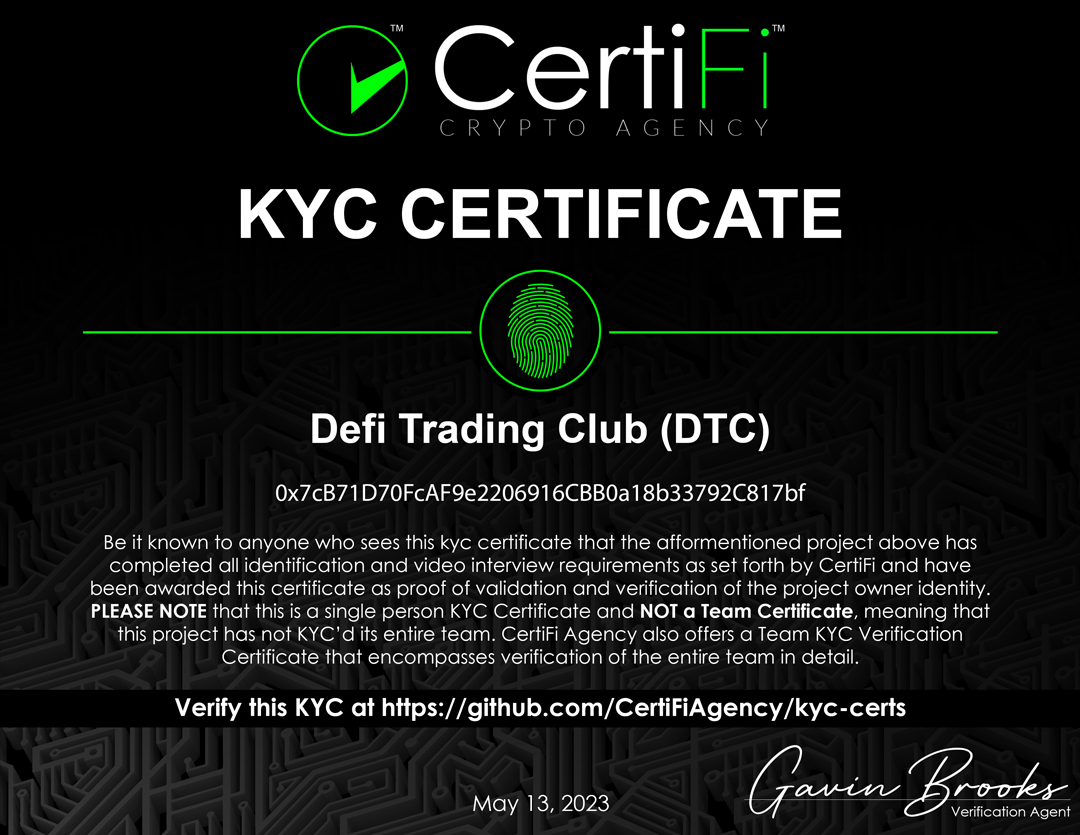 CertiFi
CRYPTO AGENCY
KYC CERTIFICATE
Defi Trading Club (DTC)
0x7cB71D70FcAF9e2206916CBB0a18b33792C817bf
Be it known to anyone who sees this kyc certificate that the afformentioned project above has
completed all identification and video interview requirements as set forth by CertiFi and have
been awarded this certificate as proof of validation and verification of the project owner identity.
PLEASE NOTE that this is a single person KYC Certificate and NOT a Team Certificate, meaning that
this project has not KYC'd its entire team. CertiFi Agency also offers a Team KYC Verification
Certificate that encompasses verification of the entire team in detail.
Verify this KYC at https://github.com/CertiFiAgency/kyc-certs
May 13, 2023
Gavin Brooks
Verification Agent